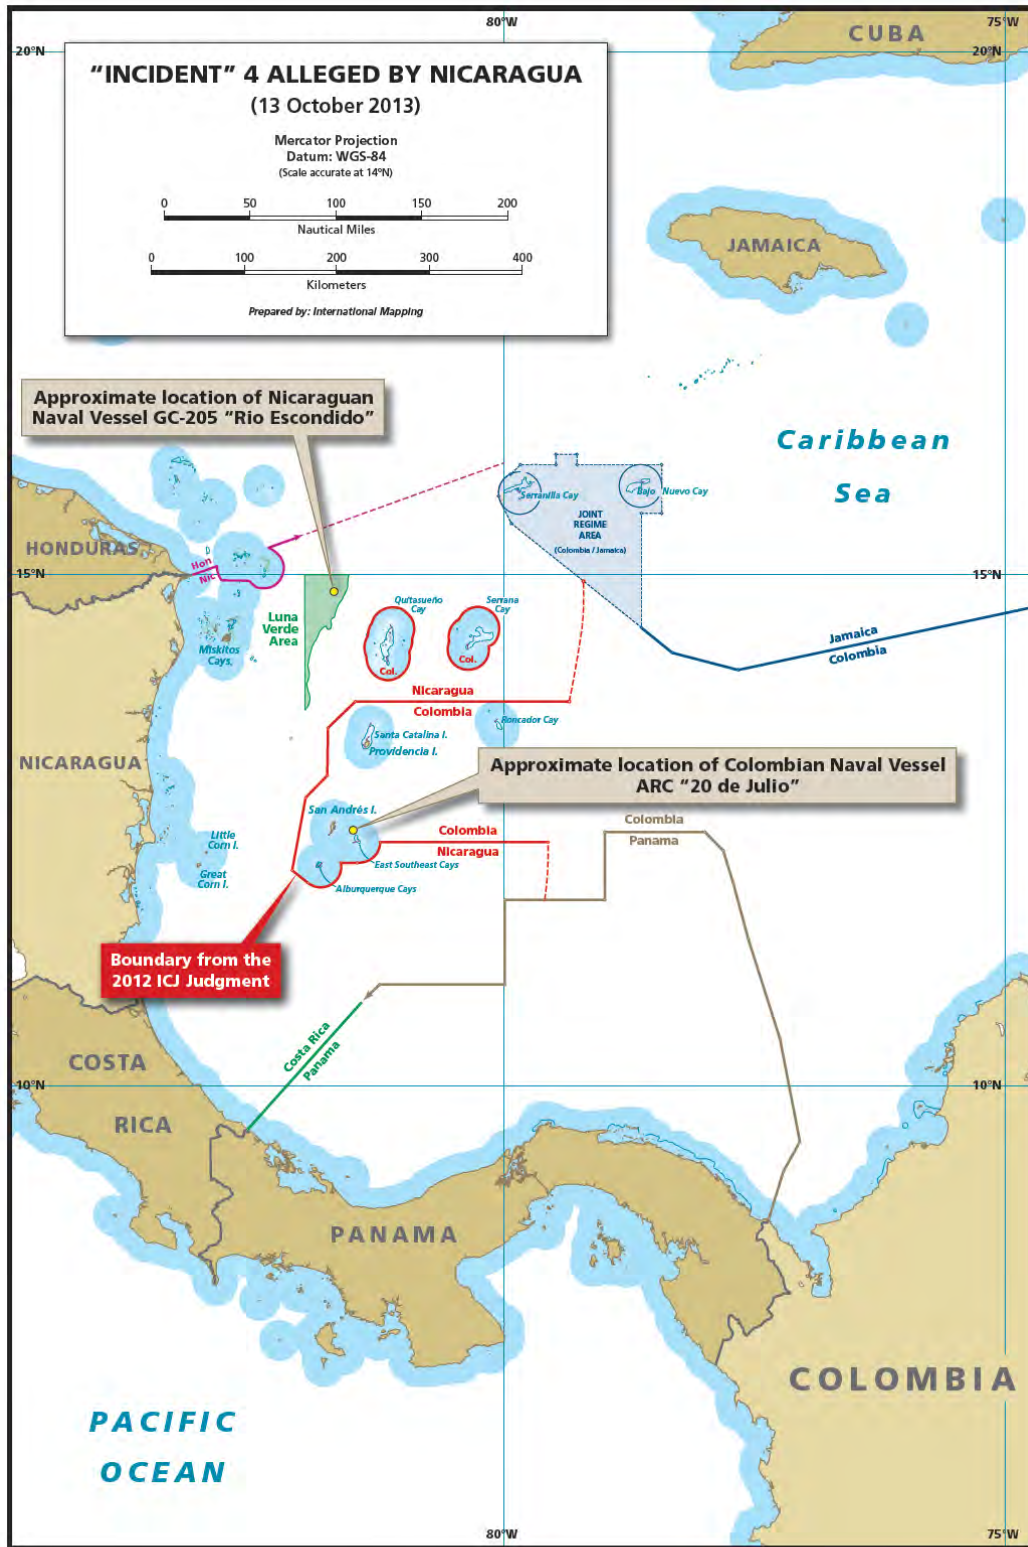 80°W
75°W
CUBA
20°N
20°N
“INCIDENT” 4 ALLEGED BY NICARAGUA
(13 October 2013)
Mercator Projection
Datum: WGS-84
(Scale accurate at 14°N)
0 50 100 150 200
Nautical Miles
0 100 200 300 400
Kilometers
Prepared by: International Mapping
JAMAICA
Approximate location of Nicaraguan
Naval Vessel GC-205 “Rio Escondido”
Caribbean
Sea
Serranilla Cay
Bajo Nuevo Cay
JOINT
REGIME
AREA
(Colombia / Jamaica)
HONDURAS
Hon
Nic
15°N
15°N
Luna
Verde
Area
Quitasueño
Cay
Serrana
Cay
Col.
Col.
Miskitos
Cays,
Jamaica
Colombia
Nicaragua
Colombia
Roncador Cay
Santa Catalina I.
Providencia I.
NICARAGUA
Approximate location of Colombian Naval Vessel
ARC “20 de Julio”
San Andrés I.
Colombia
Panama
Colombia
Nicaragua
Little
Corn I.
Great
Corn I.
East Southeast Cays
Alburquerque Cays
Boundary from the
2012 ICJ Judgment
Costa Rica
Panama
COSTA
RICA
10°N
10°N
PANAMA
COLOMBIA
PACIFIC
OCEAN
80°W
75°W